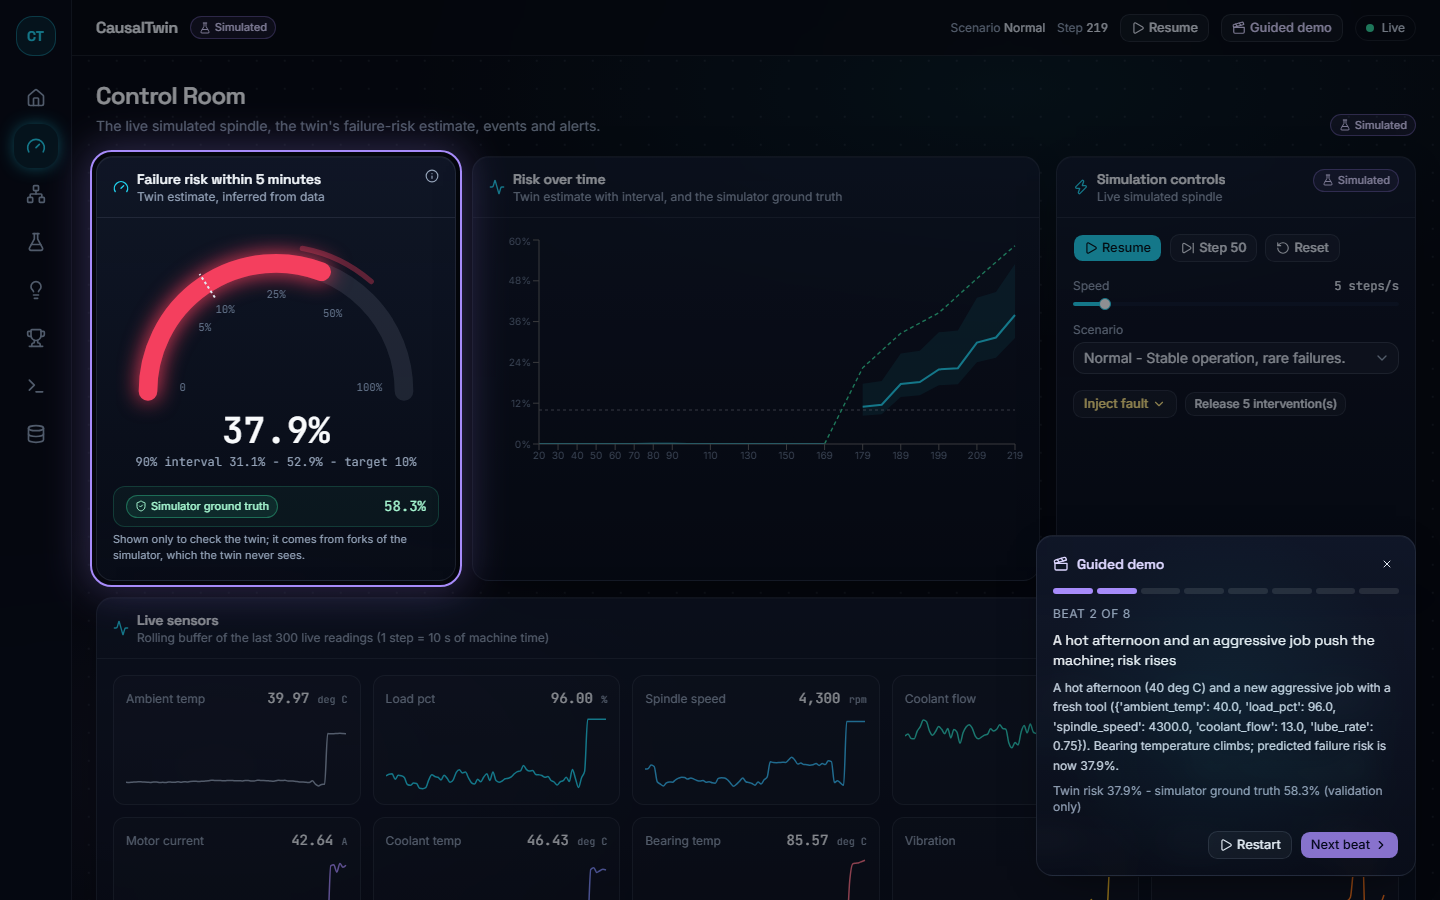 CT
CausalTwin
Simulated
Scenario Normal
Step 219
Resume
Guided demo
Live
Control Room
The live simulated spindle, the twin's failure-risk estimate, events and alerts.
Simulated
Failure risk within 5 minutes
Twin estimate, inferred from data
0
5%
10%
25%
50%
100%
37.9%
90% interval 31.1% - 52.9% - target 10%
Simulator ground truth
58.3%
Shown only to check the twin; it comes from forks of the
simulator, which the twin never sees.
Risk over time
Twin estimate with interval, and the simulator ground truth
60%
48%
36%
24%
12%
0%
20 30 40 50 60 70 80 90 110 130 150 169 179 189 199 209 219
Simulation controls
Live simulated spindle
Simulated
Resume
Step 50
Reset
Speed
5 steps/s
Scenario
Normal - Stable operation, rare failures.
Inject fault
Release 5 intervention(s)
Live sensors
Rolling buffer of the last 300 live readings (1 step = 10 s of machine time)
Ambient temp
39.97 deg C
Load pct
96.00 %
Spindle speed
4,300 rpm
Coolant flow
Motor current
42.64 A
Coolant temp
46.43 deg C
Bearing temp
85.57 deg C
Vibration
Guided demo
BEAT 2 OF 8
A hot afternoon and an aggressive job push the
machine; risk rises
A hot afternoon (40 deg C) and a new aggressive job with a
fresh tool ({'ambient_temp': 40.0, 'load_pct': 96.0,
'spindle_speed': 4300.0, 'coolant_flow': 13.0, 'lube_rate':
0.75}). Bearing temperature climbs; predicted failure risk is
now 37.9%.
Twin risk 37.9% - simulator ground truth 58.3% (validation
only)
Restart
Next beat